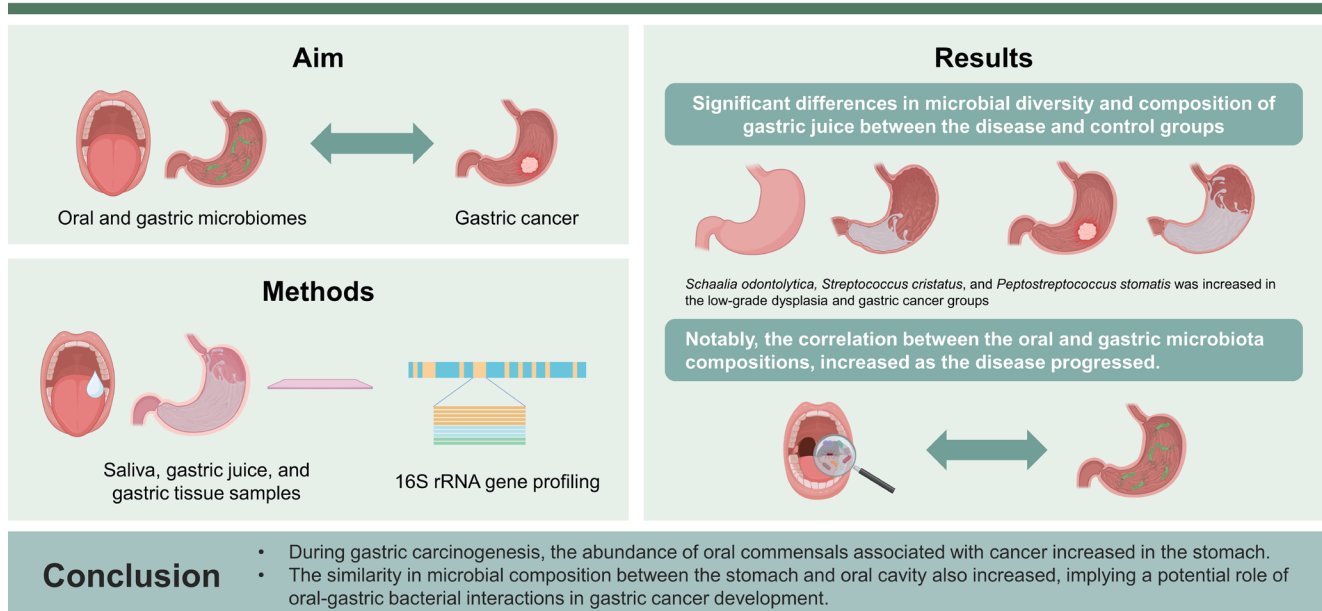 Aim
Oral and gastric microbiomes
Gastric cancer
Methods
Saliva, gastric juice, and
gastric tissue samples
16S rRNA gene profiling
Results
Significant differences in microbial diversity and composition of
gastric juice between the disease and control groups
Schaalia odontolytica, Streptococcus cristatus, and Peptostreptococcus stomatis was increased in
the low-grade dysplasia and gastric cancer groups
Notably, the correlation between the oral and gastric microbiota
compositions, increased as the disease progressed.
Conclusion
• During gastric carcinogenesis, the abundance of oral commensals associated with cancer increased in the stomach.
• The similarity in microbial composition between the stomach and oral cavity also increased, implying a potential role of
oral-gastric bacterial interactions in gastric cancer development.